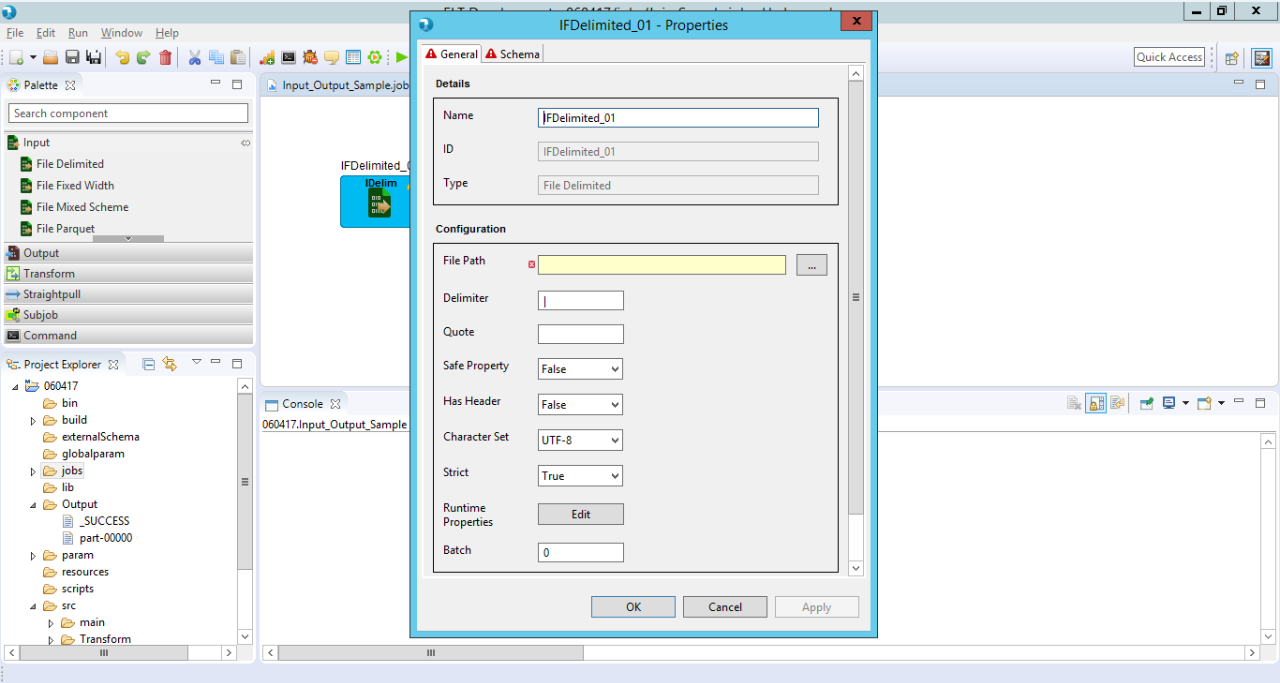 IFDelimited_01 - Properties
File Edit Run Window Help
Quick Access
Palette
Search component
Input
File Delimited
File Fixed Width
File Mixed Scheme
File Parquet
Output
Transform
Straightpull
Subjob
Command
Project Explorer
060417
bin
build
externalSchema
globalparam
jobs
lib
Output
_SUCCESS
part-00000
param
resources
scripts
src
main
Transform
Input_Output_Sample.job
IFDelimited_0
IDelim
Console
060417.Input_Output_Sample
General Schema
Details
Name IFDelimited_01
ID IFDelimited_01
Type File Delimited
Configuration
File Path ...
Delimiter |
Quote
Safe Property False
Has Header False
Character Set UTF-8
Strict True
Runtime
Properties Edit
Batch 0
OK Cancel Apply